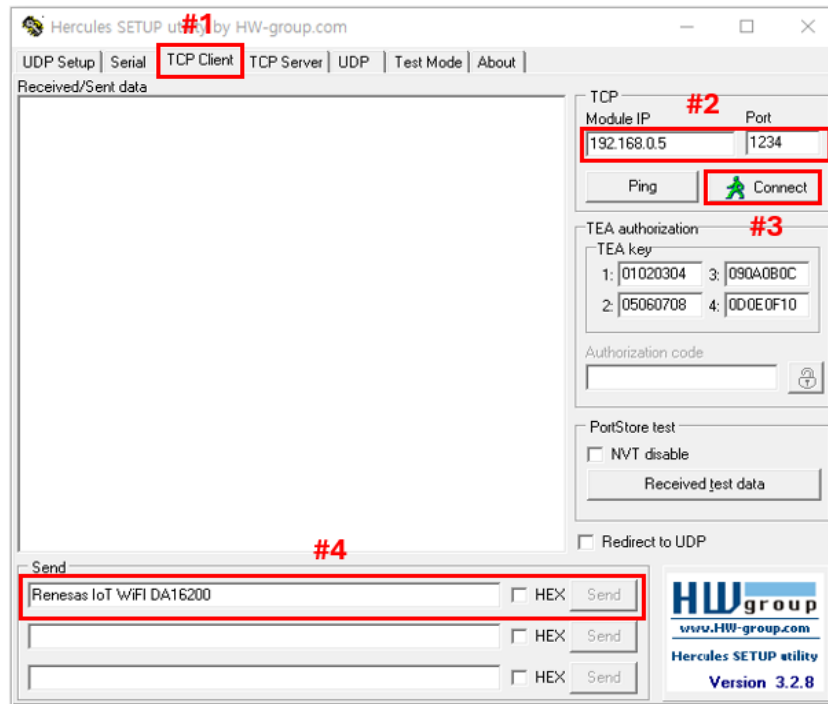 Hercules SETUP utility by HW-group.com
#1
UDP Setup Serial TCP Client TCP Server UDP Test Mode About
Received/Sent data
TCP
#2
Module IP Port
192.168.0.5 1234
Ping Connect
#3
TEA authorization
TEA key
1: 01020304 3: 090A0B0C
2: 05060708 4: 0D0E0F10
Authorization code
PortStore test
NVT disable
Received test data
Redirect to UDP
#4
Send
Renesas IoT WiFI DA16200 HEX Send
HEX Send
HEX Send
HW group
www.HW-group.com
Hercules SETUP utility
Version 3.2.8